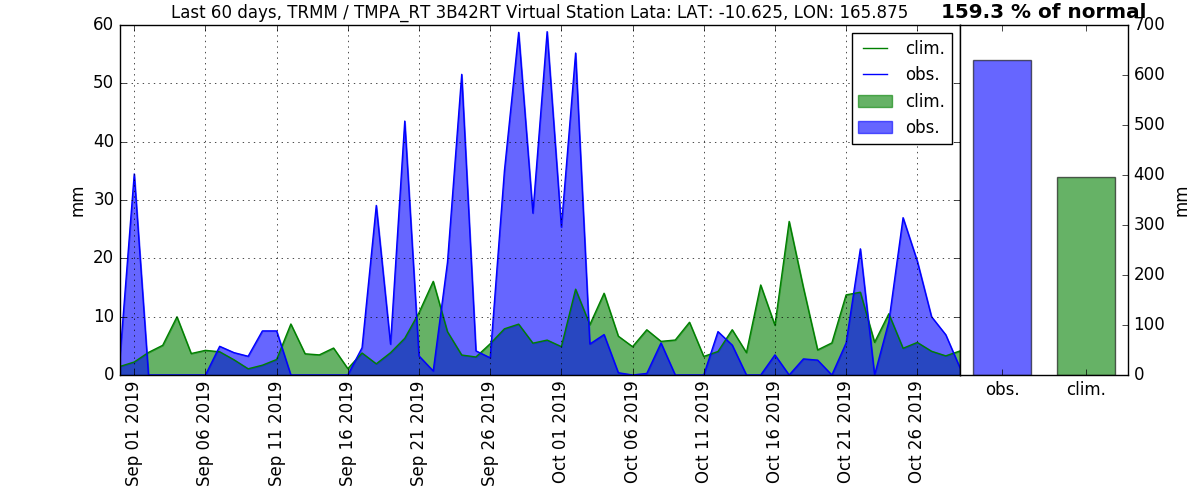 Last 60 days, TRMM / TMPA_RT 3B42RT Virtual Station Lata: LAT: -10.625, LON: 165.875
159.3 % of normal
60
50
40
30
20
10
0
mm
clim.
obs.
clim.
obs.
700
600
500
400
300
200
100
0
mm
obs.
clim.
Sep 01 2019
Sep 06 2019
Sep 11 2019
Sep 16 2019
Sep 21 2019
Sep 26 2019
Oct 01 2019
Oct 06 2019
Oct 11 2019
Oct 16 2019
Oct 21 2019
Oct 26 2019